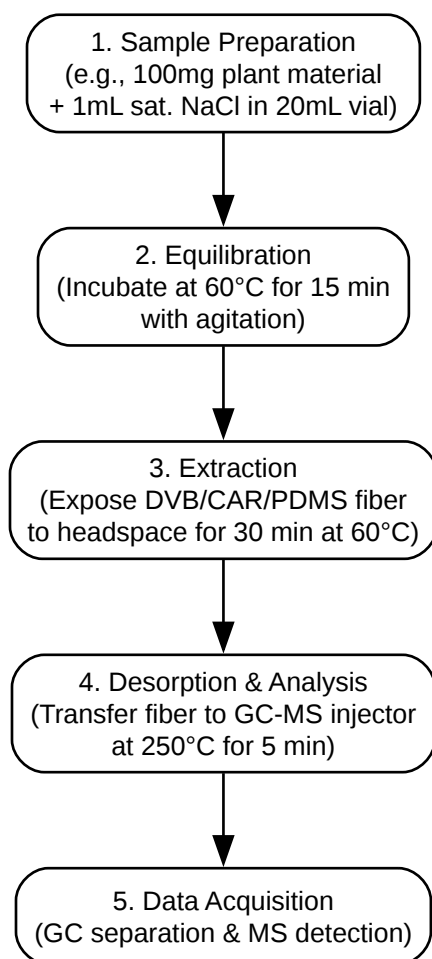 1. Sample Preparation
(e.g., 100mg plant material
+ 1mL sat. NaCl in 20mL vial)
2. Equilibration
(Incubate at 60°C for 15 min
with agitation)
3. Extraction
(Expose DVB/CAR/PDMS fiber
to headspace for 30 min at 60°C)
4. Desorption & Analysis
(Transfer fiber to GC-MS injector
at 250°C for 5 min)
5. Data Acquisition
(GC separation & MS detection)